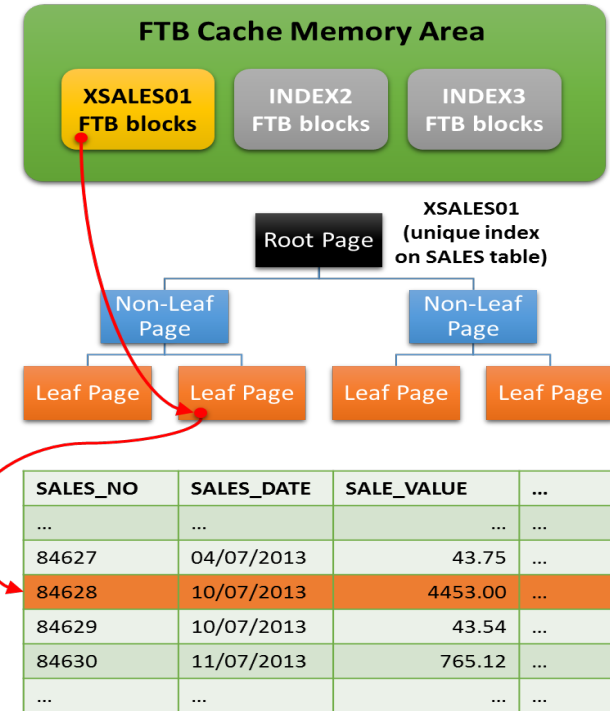 FTB Cache Memory Area
XSALES01 INDEX2 INDEX3
FTB blocks FTB blocks FTB blocks
XSALES01
Root Page (unique index
on SALES table)
Non-Leaf Non-Leaf
Page Page
Leaf Page Leaf Page Leaf Page Leaf Page
SALES_NO SALES_DATE SALE_VALUE ...
... ... ... ...
84627 04/07/2013 43.75 ...
84628 10/07/2013 4453.00 ...
84629 10/07/2013 43.54 ...
84630 11/07/2013 765.12 ...
... ... ... ...